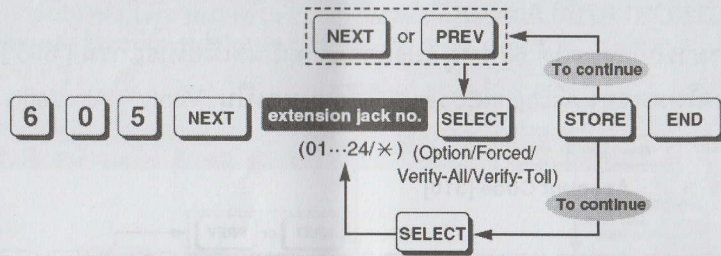 NEXT or PREV
To continue
6 0 5 NEXT extension jack no. SELECT STORE END
(01···24/✕) (Option/Forced/
Verify-All/Verify-Toll)
To continue
SELECT